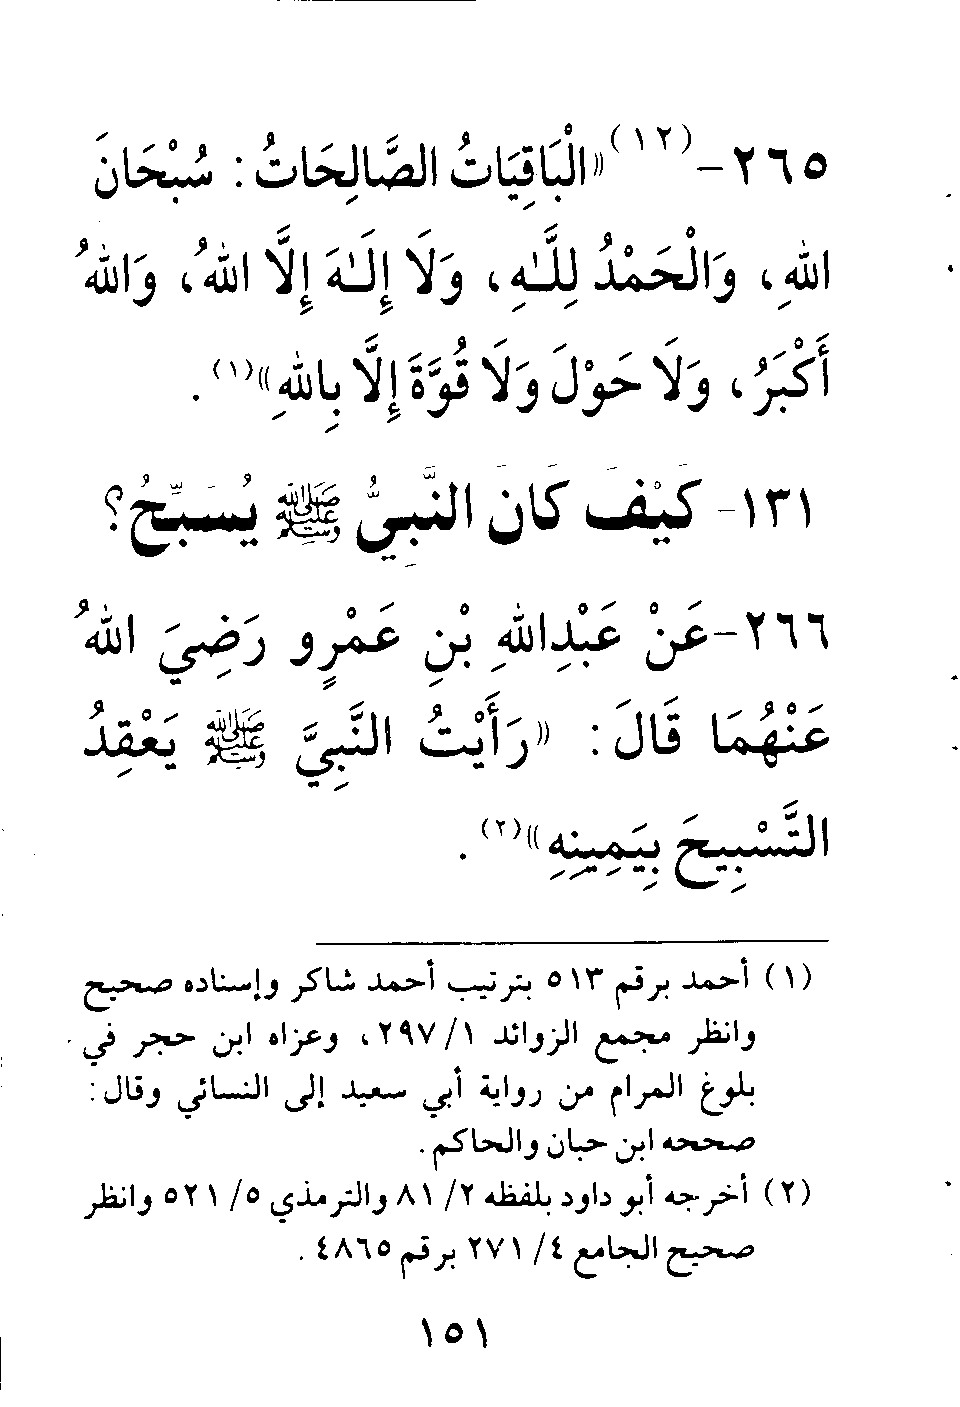 ٢٦٥-(١٢)«الْبَاقِيَاتُ الصَّالِحَاتُ: سُبْحَانَ
اللهِ، وَالْحَمْدُ لِلَّـهِ، وَلَا إِلَـٰهَ إِلَّا اللهُ، وَاللهُ
أَكْبَرُ، وَلَا حَوْلَ وَلَا قُوَّةَ إِلَّا بِاللهِ»(١).
١٣١- كَيْفَ كَانَ النَّبِيُّ ﷺ يُسَبِّحُ؟
٢٦٦-عَنْ عَبْدِاللهِ بْنِ عَمْرٍو رَضِيَ اللهُ
عَنْهُمَا قَالَ: «رَأَيْتُ النَّبِيَّ ﷺ يَعْقِدُ
التَّسْبِيحَ بِيَمِينِهِ»(٢).
(١) أحمد برقم ٥١٣ بترتيب أحمد شاكر وإسناده صحيح
وانظر مجمع الزوائد ١/ ٢٩٧، وعزاه ابن حجر في
بلوغ المرام من رواية أبي سعيد إلى النسائي وقال:
صححه ابن حبان والحاكم.
(٢) أخرجه أبو داود بلفظه ٢/ ٨١ والترمذي ٥/ ٥٢١ وانظر
صحيح الجامع ٤/ ٢٧١ برقم ٤٨٦٥.
١٥١